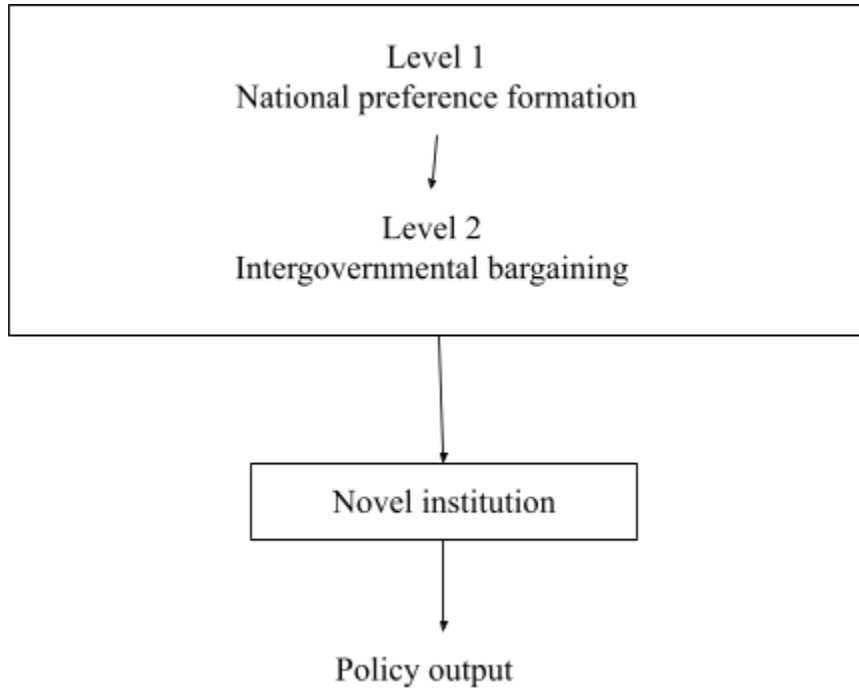 Level 1
National preference formation
Level 2
Intergovernmental bargaining
Novel institution
Policy output